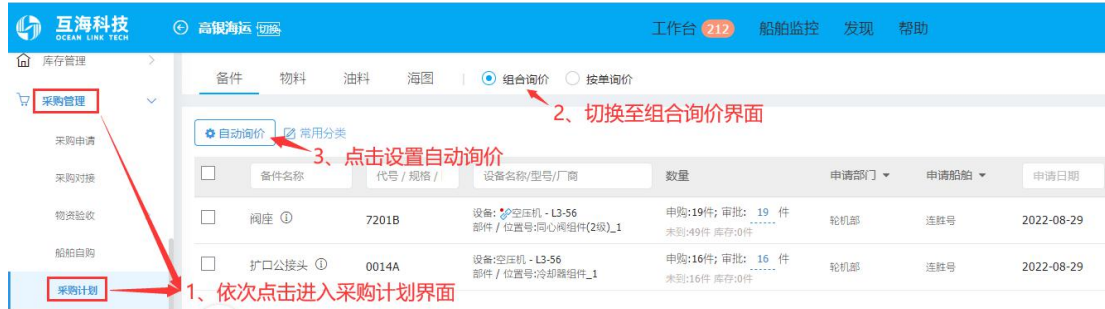 互海科技
OCEAN LINK TECH
高银海运 切换
工作台 212 船舶监控 发现 帮助
库存管理
采购管理
采购申请
采购对接
物资验收
船舶自购
采购计划
备件 物料 油料 海图 组合询价 按单询价
2、切换至组合询价界面
自动询价 常用分类
3、点击设置自动询价
备件名称 代号 / 规格 / 设备名称/型号/厂商 数量 申请部门 申请船舶 申请日期
阀座 7201B 设备: 空压机 - L3-56 申购:19件; 审批: 19 件 轮机部 连胜号 2022-08-29
部件 / 位置号:同心阀组件(2级)_1 未到:49件 库存:0件
扩口公接头 0014A 设备:空压机 - L3-56 申购:16件; 审批: 16 件 轮机部 连胜号 2022-08-29
部件 / 位置号:冷却器组件_1 未到:16件 库存:0件
1、依次点击进入采购计划界面